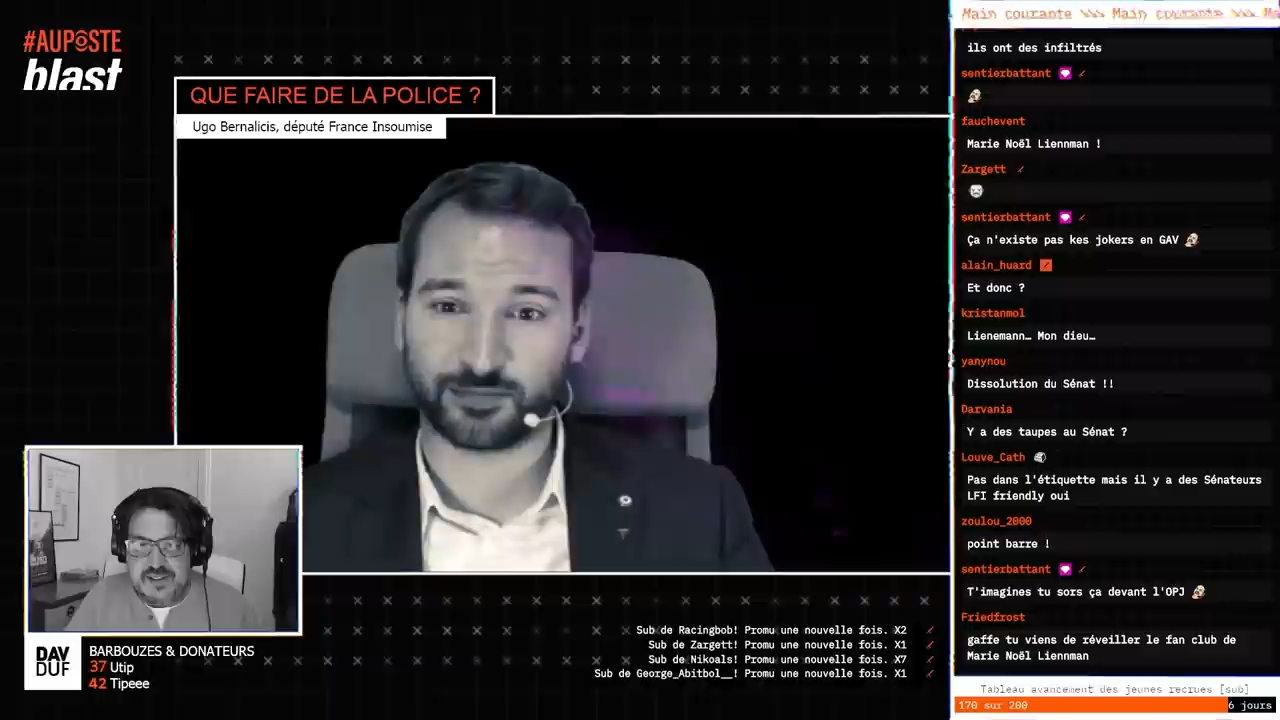 #AUPOSTE
blast
QUE FAIRE DE LA POLICE ?
Ugo Bernalicis, député France Insoumise
DAV
DUF
BARBOUZES & DONATEURS
37 Utip
42 Tipeee
Sub de Racingbob! Promu une nouvelle fois. X2
Sub de Zargett! Promu une nouvelle fois. X1
Sub de Nikoals! Promu une nouvelle fois. X7
Sub de George_Abitbol__! Promu une nouvelle fois. X1
Main courante >>> Main courante >>> Ma
ils ont des infiltrés
sentierbattant
fauchevent
Marie Noël Liennman !
Zargett
sentierbattant
Ça n'existe pas kes jokers en GAV
alain_huard
Et donc ?
kristanmol
Lienemann… Mon dieu…
yanynou
Dissolution du Sénat !!
Darvania
Y a des taupes au Sénat ?
Louve_Cath
Pas dans l'étiquette mais il y a des Sénateurs
LFI friendly oui
zoulou_2000
point barre !
sentierbattant
T'imagines tu sors ça devant l'OPJ
Friedfrost
gaffe tu viens de réveiller le fan club de
Marie Noël Liennman
Tableau avancement des jeunes recrues [sub]
170 sur 200
6 jours